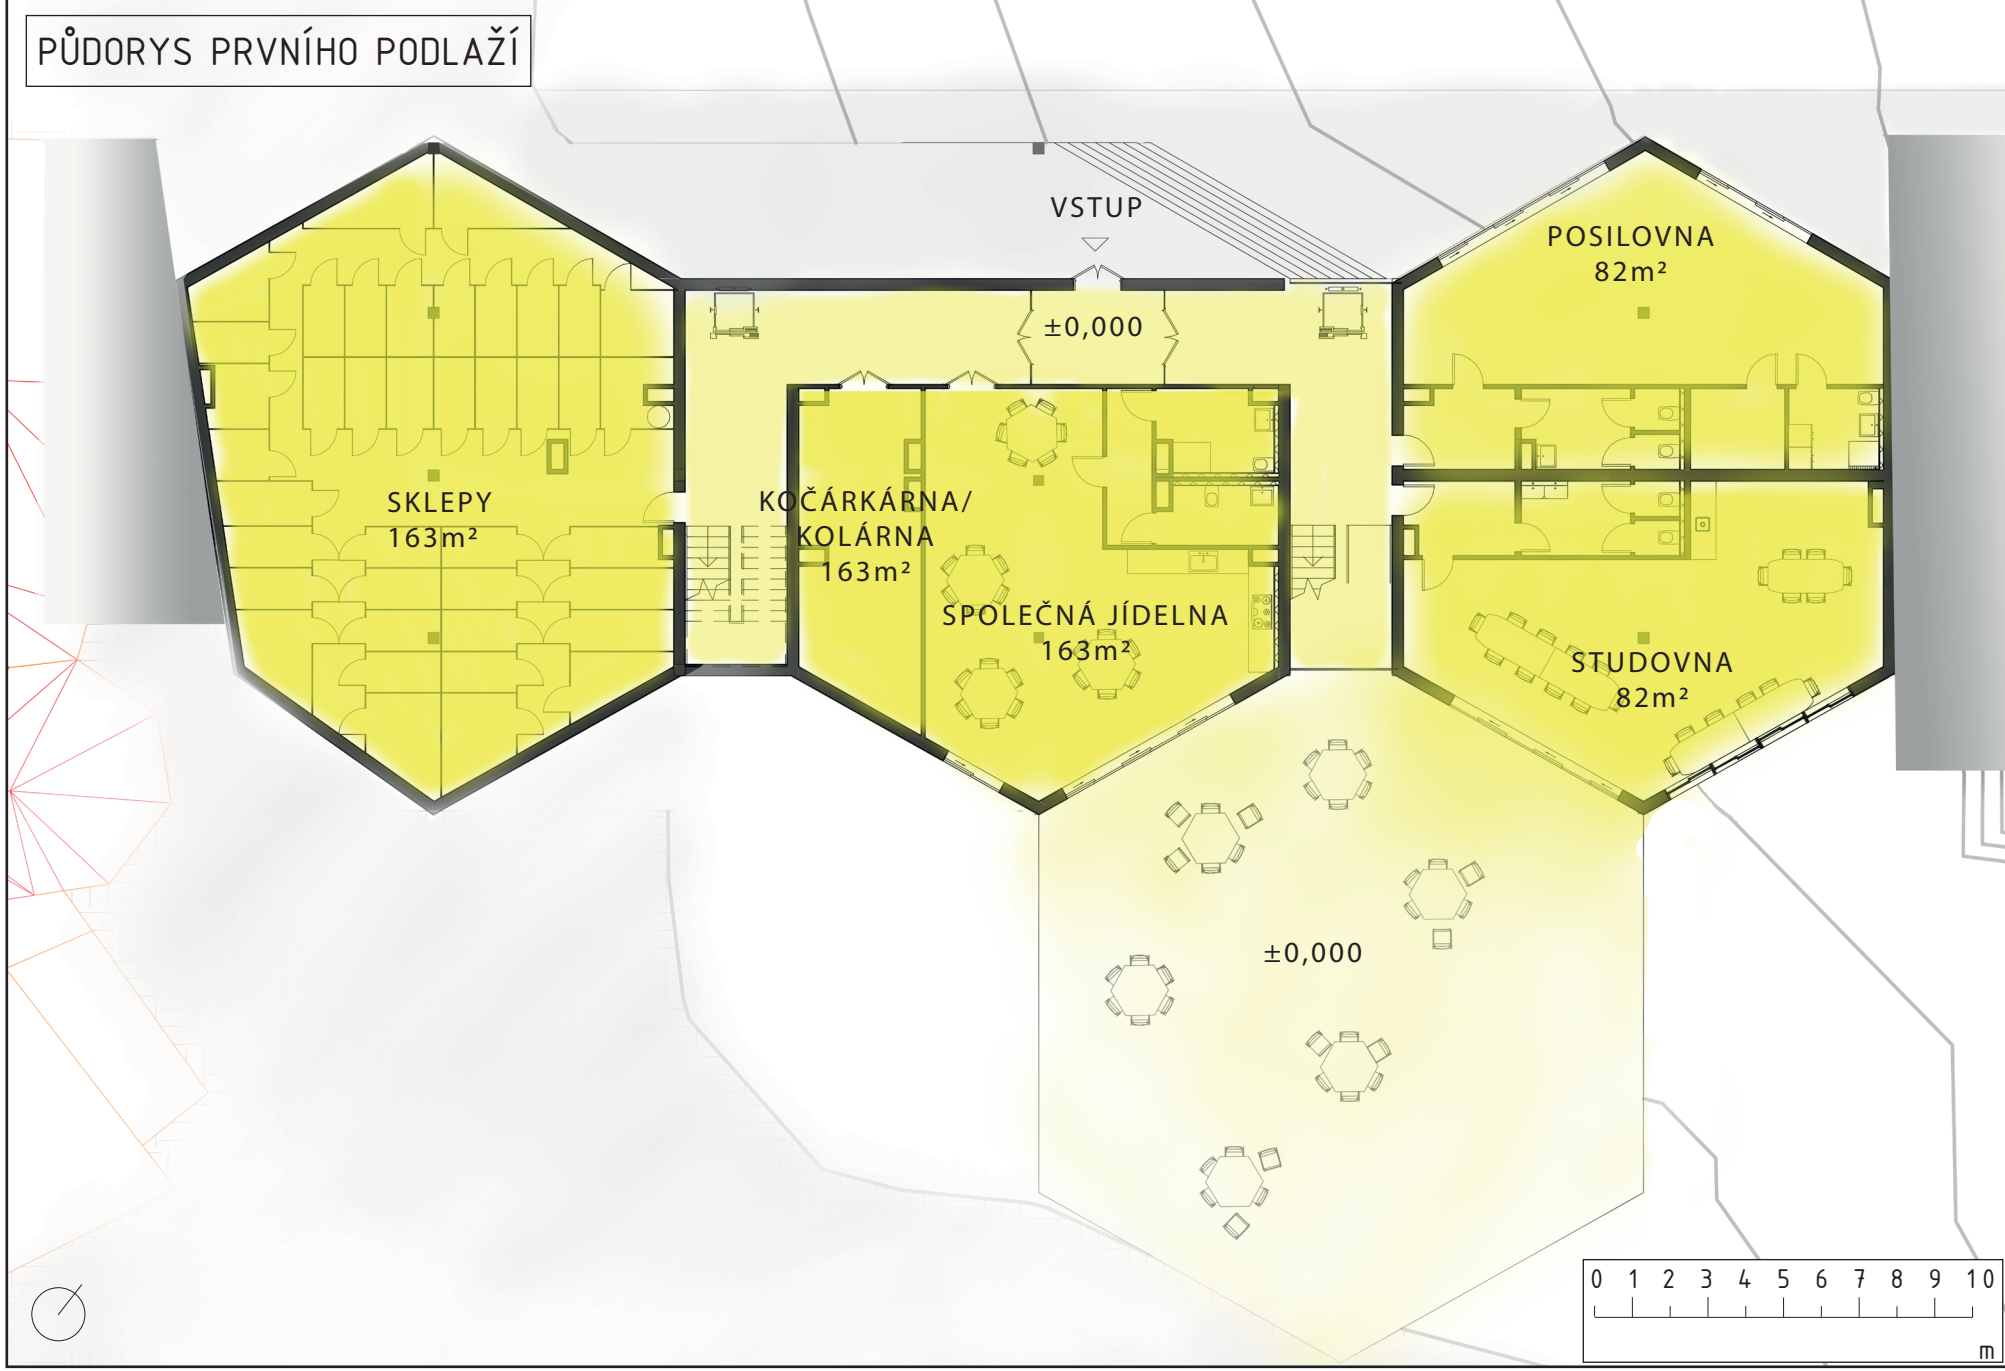 PŮDORYS PRVNÍHO PODLAŽÍ
VSTUP
±0,000
POSILOVNA
82m²
SKLEPY
163m²
KOČÁRKÁRNA/
KOLÁRNA
163m²
SPOLEČNÁ JÍDELNA
163m²
STUDOVNA
82m²
±0,000
0 1 2 3 4 5 6 7 8 9 10
m